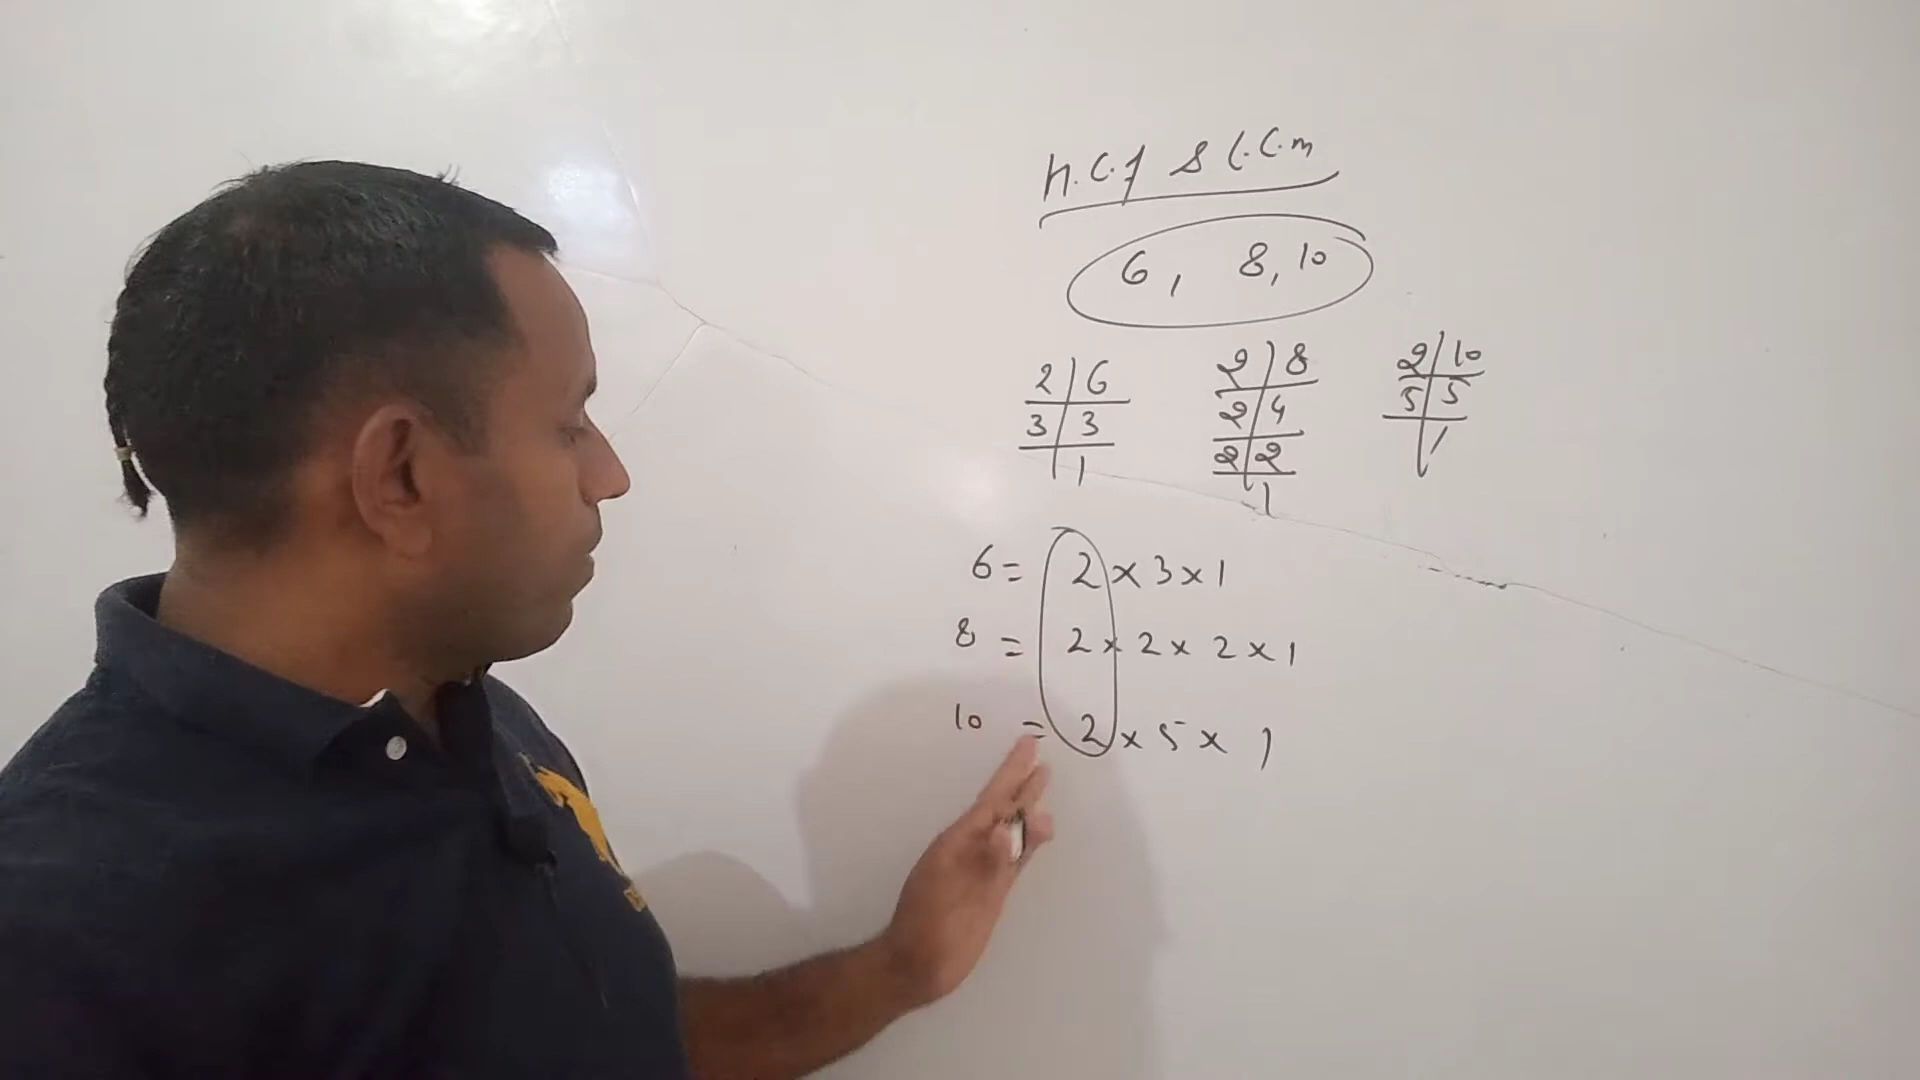 H.C.f & L.C.m
6, 8, 10
2 6 2 8 2 10
3 3 2 4 5 5
1 2 2 1
1
6 = 2 x 3 x 1
8 = 2 x 2 x 2 x 1
10 = 2 x 5 x 1